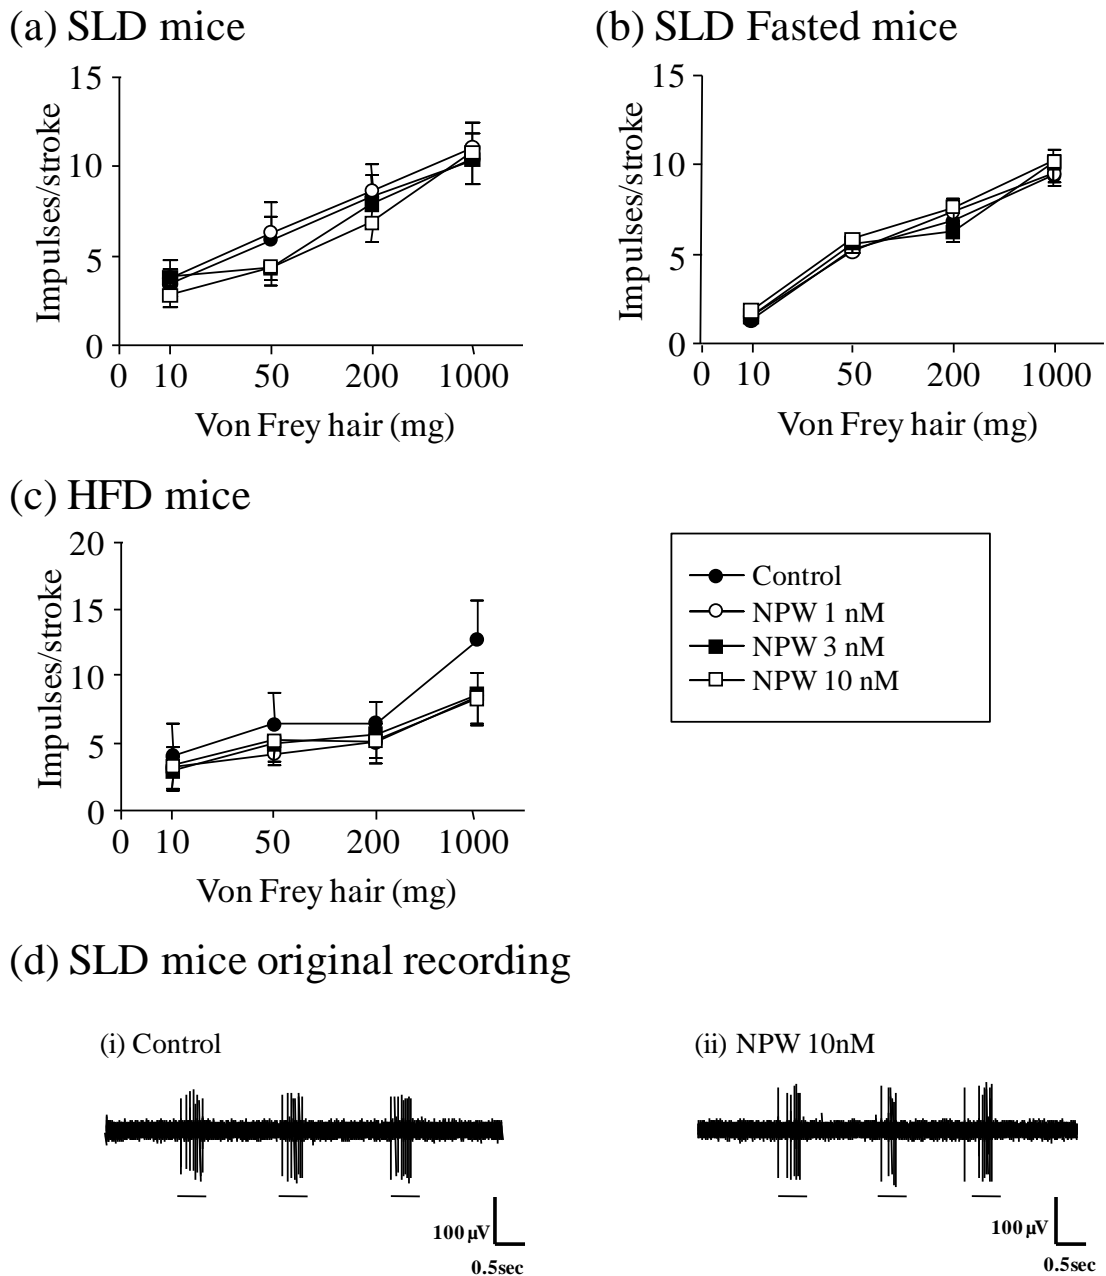 (a) SLD mice
(b) SLD Fasted mice
15
10
5
0
Impulses/stroke
0 10 50 200 1000
Von Frey hair (mg)
15
10
5
0
Impulses/stroke
0 10 50 200 1000
Von Frey hair (mg)
(c) HFD mice
20
15
10
5
0
Impulses/stroke
0 10 50 200 1000
Von Frey hair (mg)
Control
NPW 1 nM
NPW 3 nM
NPW 10 nM
(d) SLD mice original recording
(i) Control
100 µV
0.5sec
(ii) NPW 10nM
100 µV
0.5sec